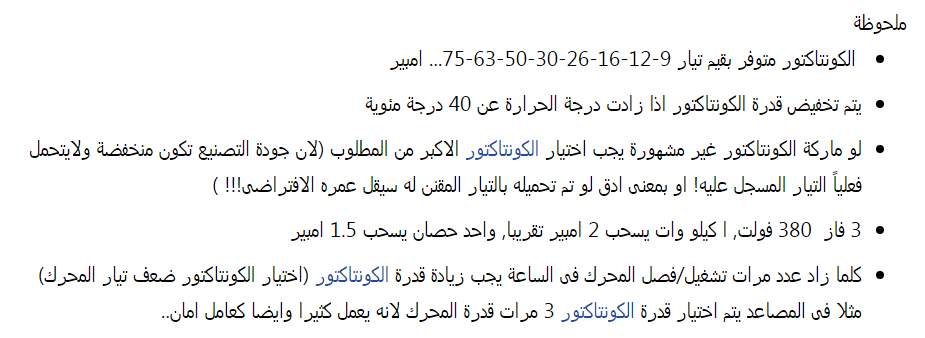 ملحوظة
الكونتاكتور متوفر بقيم تيار 9-12-16-26-30-50-63-75... امبير
يتم تخفيض قدرة الكونتاكتور اذا زادت درجة الحرارة عن 40 درجة مئوية
لو ماركة الكونتاكتور غير مشهورة يجب اختيار الكونتاكتور الاكبر من المطلوب (لان جودة التصنيع تكون منخفضة ولايتحمل
فعلياً التيار المسجل عليه! او بمعنى ادق لو تم تحميله بالتيار المقنن له سيقل عمره الافتراضى!!! )
3 فاز 380 فولت, ا كيلو وات يسحب 2 امبير تقريبا, واحد حصان يسحب 1.5 امبير
كلما زاد عدد مرات تشغيل/فصل المحرك فى الساعة يجب زيادة قدرة الكونتاكتور (اختيار الكونتاكتور ضعف تيار المحرك)
مثلا فى المصاعد يتم اختيار قدرة الكونتاكتور 3 مرات قدرة المحرك لانه يعمل كثيرا وايضا كعامل امان..